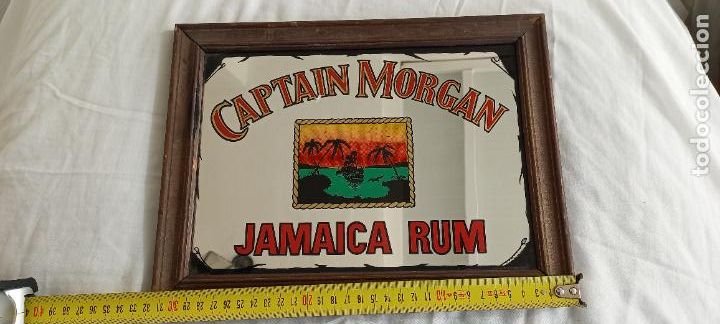 CAPTAIN MORGAN
JAMAICA RUM
todocoleccion